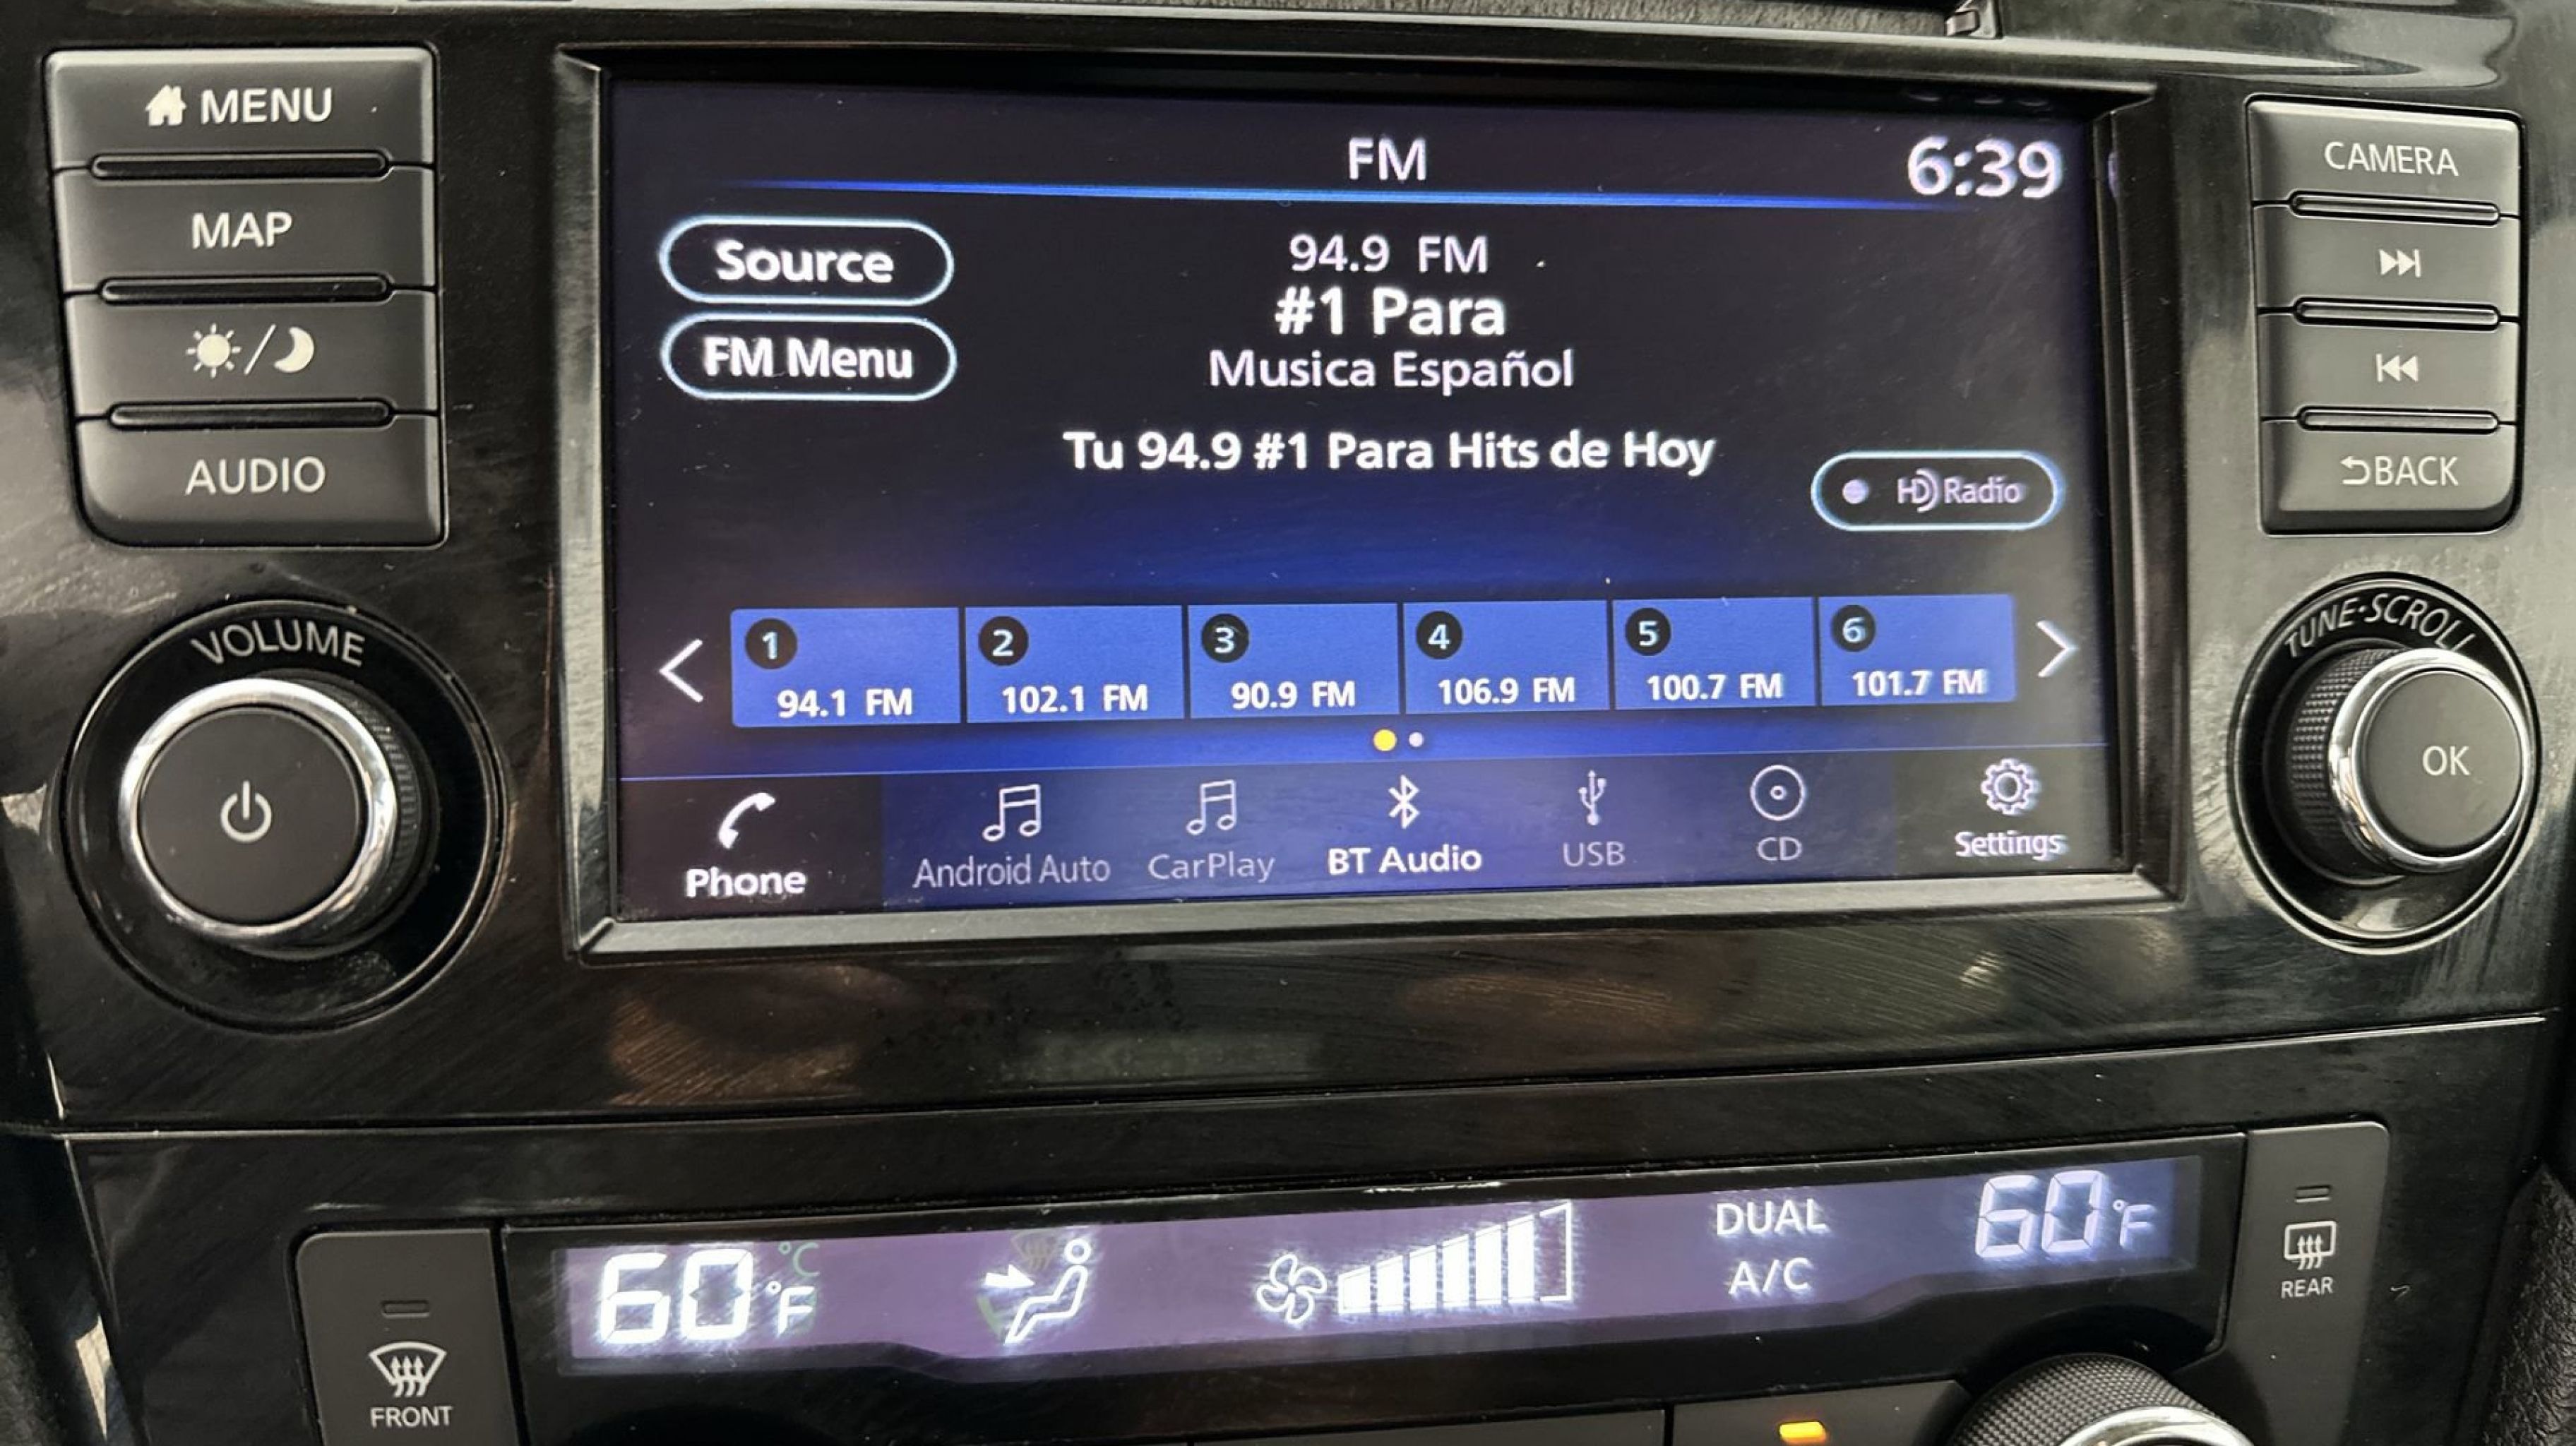 MENU
MAP
AUDIO
VOLUME
FM
6:39
Source
FM Menu
94.9 FM
#1 Para
Musica Español
Tu 94.9 #1 Para Hits de Hoy
HD Radio
1
94.1 FM
2
102.1 FM
3
90.9 FM
4
106.9 FM
5
100.7 FM
6
101.7 FM
Phone
Android Auto
CarPlay
BT Audio
USB
CD
Settings
CAMERA
BACK
TUNE·SCROLL
OK
FRONT
60°F
°C
DUAL
A/C
60°F
REAR